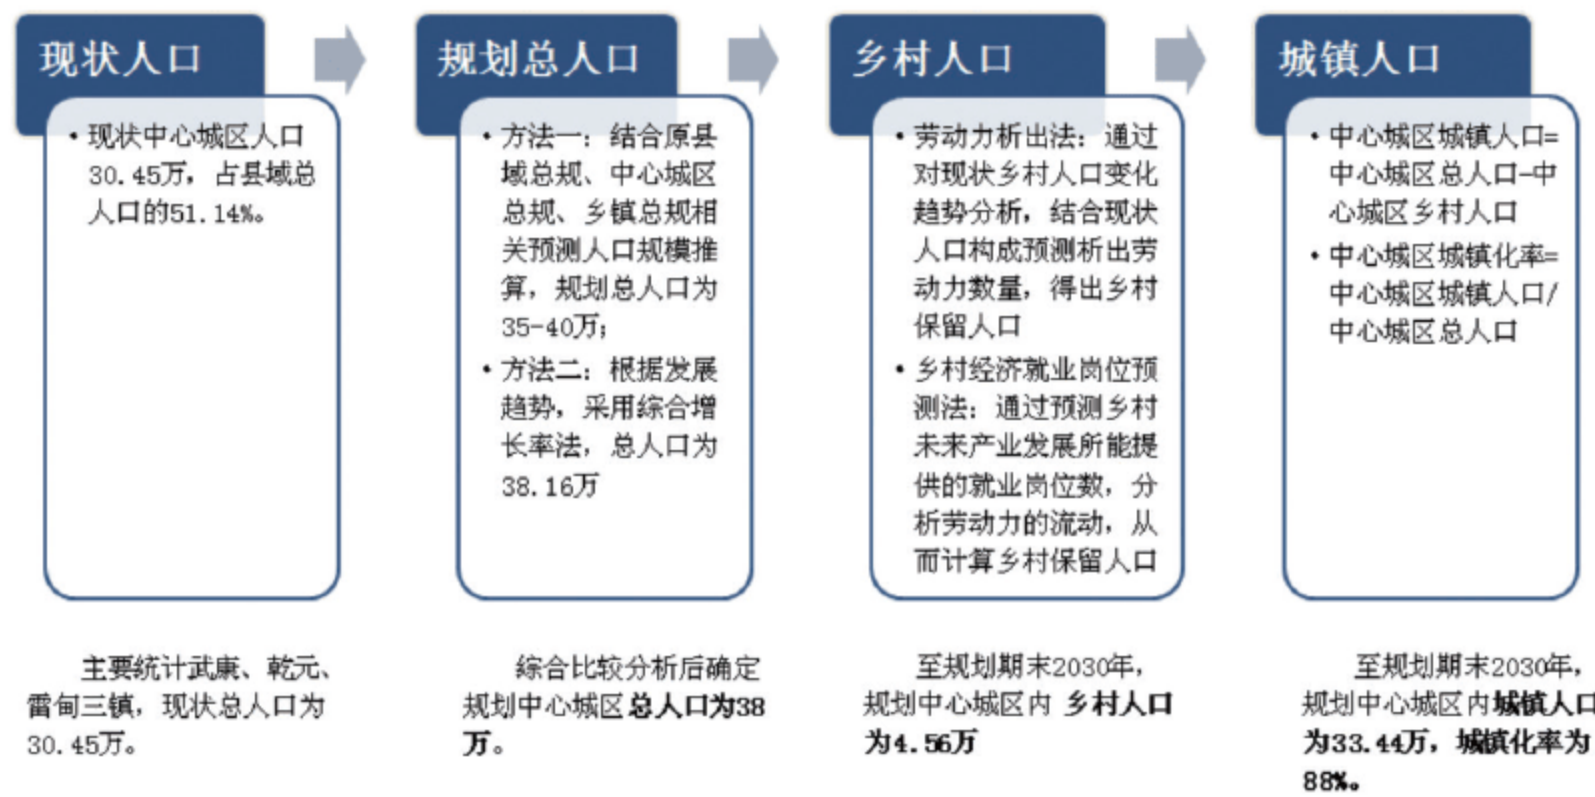 现状人口
• 现状中心城区人口
30.45万，占县域总
人口的51.14%。
主要统计武康、乾元、
雷甸三镇，现状总人口为
30.45万。
规划总人口
• 方法一：结合原县
域总规、中心城区
总规、乡镇总规相
关预测人口规模推
算，规划总人口为
35-40万；
• 方法二：根据发展
趋势，采用综合增
长率法，总人口为
38.16万
综合比较分析后确定
规划中心城区总人口为38
万。
乡村人口
• 劳动力析出法：通过
对现状乡村人口变化
趋势分析，结合现状
人口构成预测析出劳
动力数量，得出乡村
保留人口
• 乡村经济就业岗位预
测法：通过预测乡村
未来产业发展所能提
供的就业岗位数，分
析劳动力的流动，从
而计算乡村保留人口
至规划期末2030年，
规划中心城区内 乡村人口
为4.56万
城镇人口
• 中心城区城镇人口=
中心城区总人口-中
心城区乡村人口
• 中心城区城镇化率=
中心城区城镇人口/
中心城区总人口
至规划期末2030年，
规划中心城区内城镇人口
为33.44万，城镇化率为
88%。